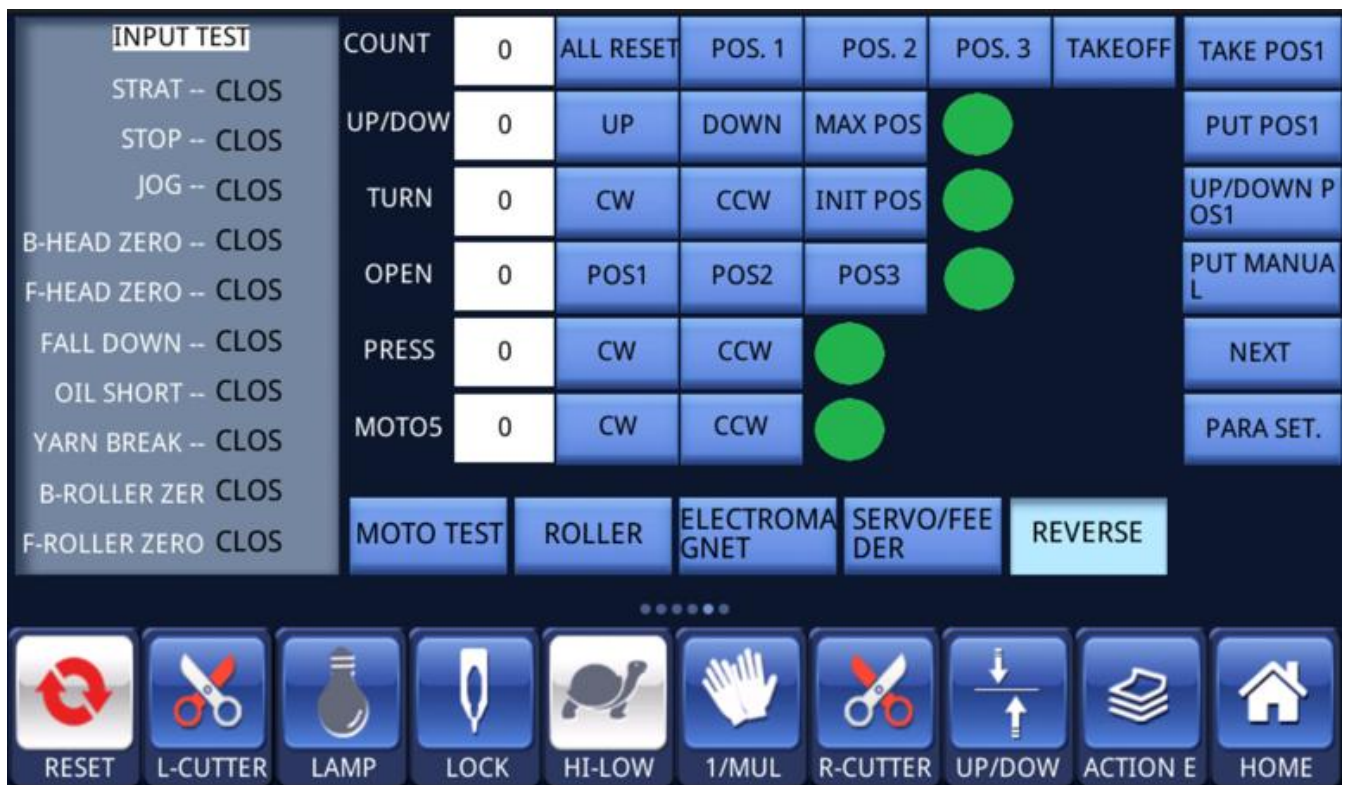 INPUT TEST
STRAT -- CLOS
STOP -- CLOS
JOG -- CLOS
B-HEAD ZERO -- CLOS
F-HEAD ZERO -- CLOS
FALL DOWN -- CLOS
OIL SHORT -- CLOS
YARN BREAK -- CLOS
B-ROLLER ZER CLOS
F-ROLLER ZERO CLOS
COUNT 0 ALL RESET POS. 1 POS. 2 POS. 3 TAKEOFF TAKE POS1
UP/DOW 0 UP DOWN MAX POS PUT POS1
TURN 0 CW CCW INIT POS UP/DOWN P
OS1
OPEN 0 POS1 POS2 POS3 PUT MANUA
L
PRESS 0 CW CCW NEXT
MOTO5 0 CW CCW PARA SET.
MOTO TEST ROLLER ELECTROMA
GNET SERVO/FEE
DER REVERSE
RESET L-CUTTER LAMP LOCK HI-LOW 1/MUL R-CUTTER UP/DOW ACTION E HOME